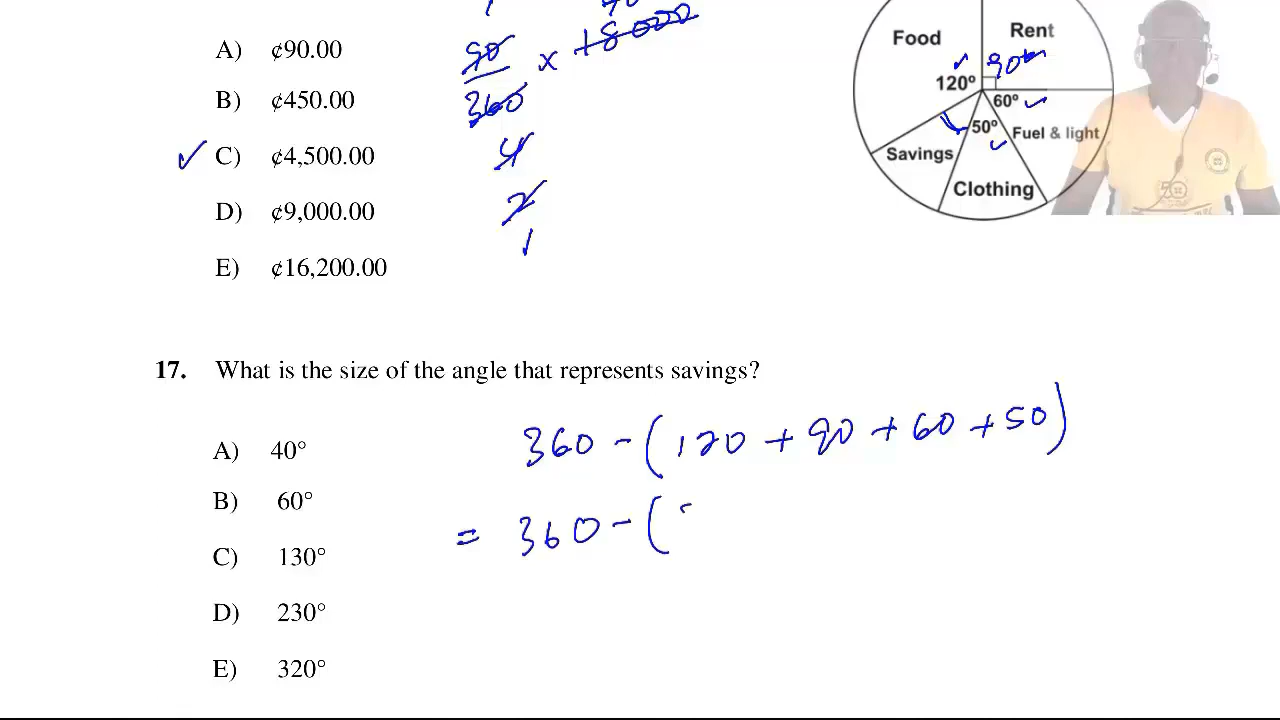 A) ¢90.00
90/360 × 18000
B) ¢450.00
✓ C) ¢4,500.00
4
D) ¢9,000.00
2
1
E) ¢16,200.00
Food
Rent
120°
90
60°
50°
Fuel & light
Savings
Clothing
17. What is the size of the angle that represents savings?
360 - (120 + 90 + 60 + 50)
= 360 - (
A) 40°
B) 60°
C) 130°
D) 230°
E) 320°